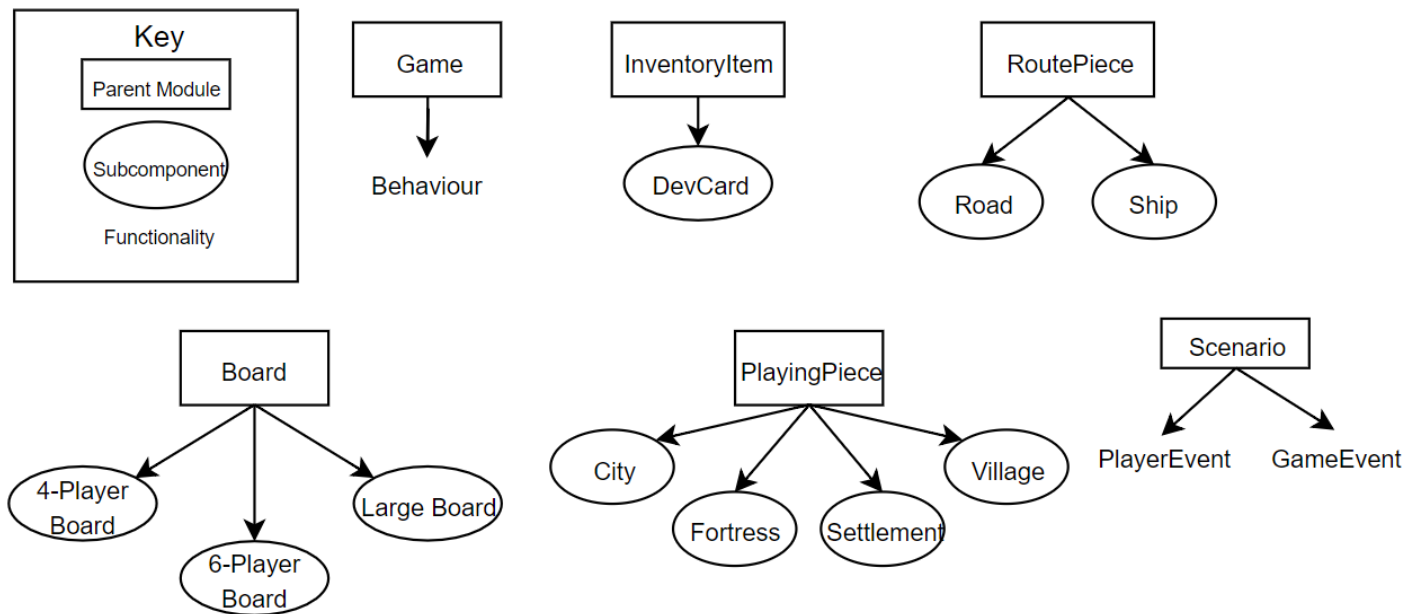 Key
Parent Module
Subcomponent
Functionality
Game
Behaviour
InventoryItem
DevCard
RoutePiece
Road
Ship
Board
4-Player
Board
6-Player
Board
Large Board
PlayingPiece
City
Fortress
Settlement
Village
Scenario
PlayerEvent
GameEvent